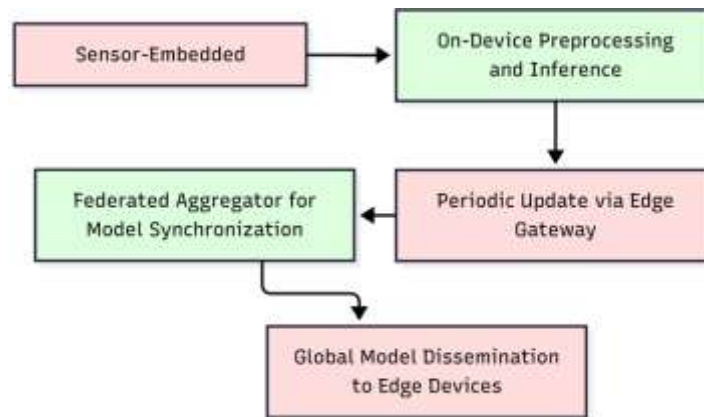 Sensor-Embedded
On-Device Preprocessing
and Inference
Periodic Update via Edge
Gateway
Federated Aggregator for
Model Synchronization
Global Model Dissemination
to Edge Devices